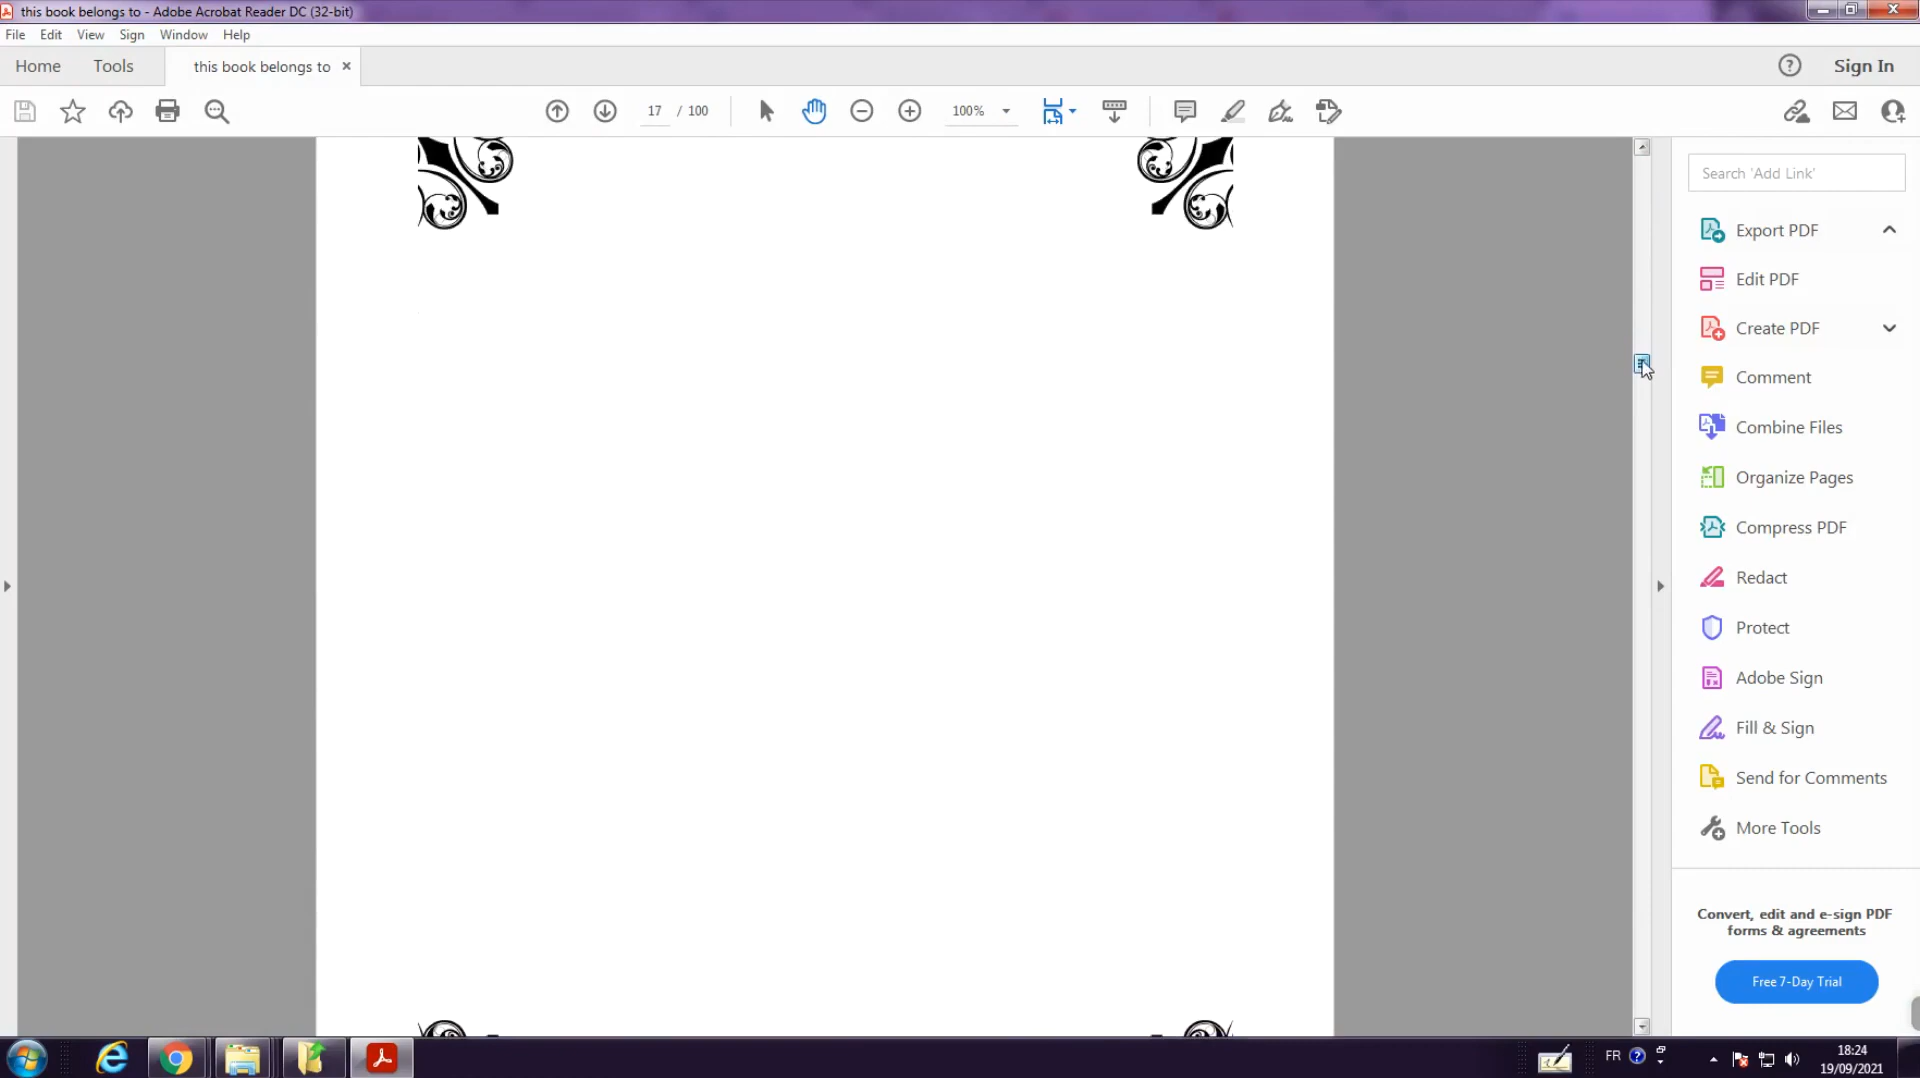 this book belongs to - Adobe Acrobat Reader DC (32-bit)
File Edit View Sign Window Help
Home Tools this book belongs to Sign In
17 / 100 100%
Search 'Add Link'
Export PDF
Edit PDF
Create PDF
Comment
Combine Files
Organize Pages
Compress PDF
Redact
Protect
Adobe Sign
Fill & Sign
Send for Comments
More Tools
Convert, edit and e-sign PDF
forms & agreements
Free 7-Day Trial
FR
18:24
19/09/2021